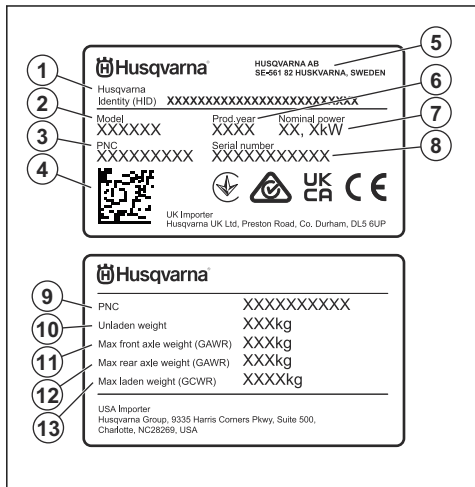 Husqvarna
HUSQVARNA AB
SE-561 82 HUSKVARNA, SWEDEN
5
1
Husqvarna
Identity (HID) XXXXXXXXXXXXXXXXXXXXXXXXX
6
2
Model Prod.year Nominal power
XXXXXX XXXX XX, XkW
7
3
PNC Serial number
XXXXXXXXX XXXXXXXXXXX
8
4
UK
CA
CE
UK Importer
Husqvarna UK Ltd, Preston Road, Co. Durham, DL5 6UP
Husqvarna
9 PNC XXXXXXXXXX
10 Unladen weight XXXkg
11 Max front axle weight (GAWR) XXXkg
12 Max rear axle weight (GAWR) XXXkg
13 Max laden weight (GCWR) XXXXkg
USA Importer
Husqvarna Group, 9335 Harris Corners Pkwy, Suite 500,
Charlotte, NC28269, USA